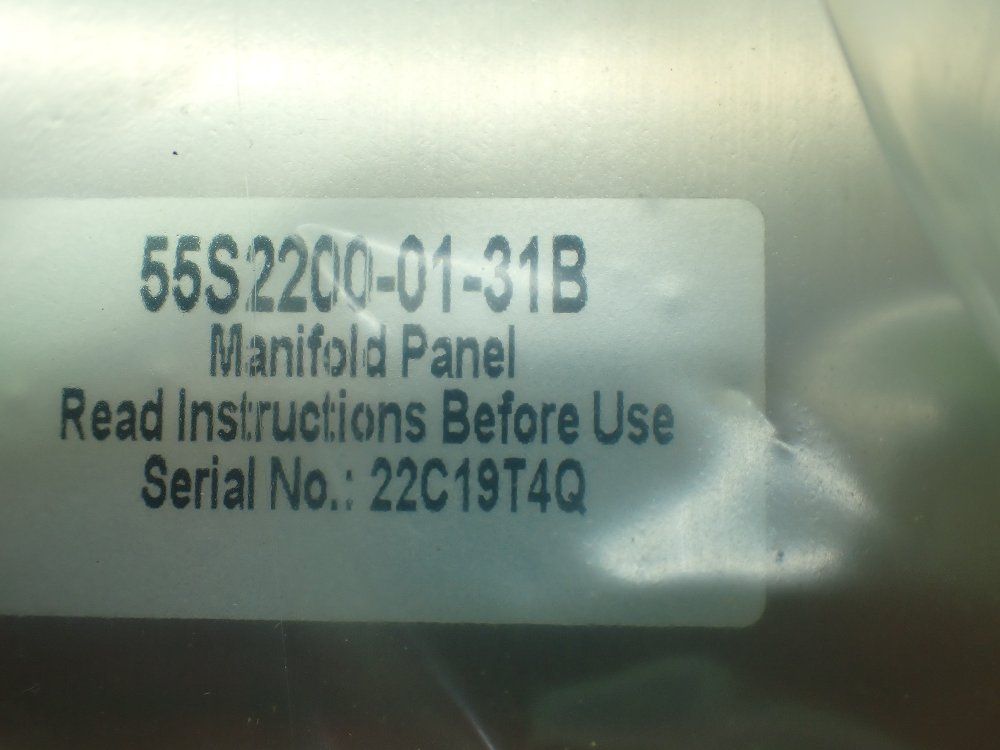 55S2200-01-31B
Manifold Panel
Read Instructions Before Use
Serial No.: 22C19T4Q